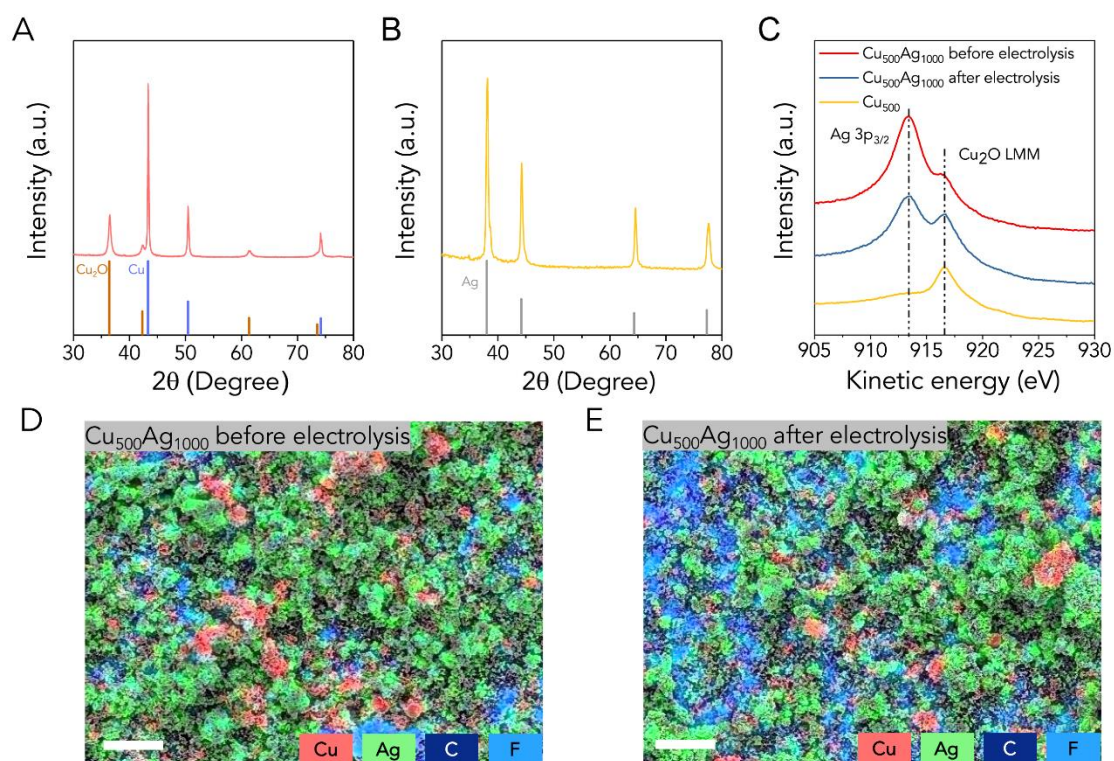 A
Intensity (a.u.)
Cu₂O
Cu
30 40 50 60 70 80
2θ (Degree)
B
Intensity (a.u.)
Ag
30 40 50 60 70 80
2θ (Degree)
C
Intensity (a.u.)
Cu₅₀₀Ag₁₀₀₀ before electrolysis
Cu₅₀₀Ag₁₀₀₀ after electrolysis
Cu₅₀₀
Ag 3p₃/₂
Cu₂O LMM
905 910 915 920 925 930
Kinetic energy (eV)
D
Cu₅₀₀Ag₁₀₀₀ before electrolysis
Cu Ag C F
E
Cu₅₀₀Ag₁₀₀₀ after electrolysis
Cu Ag C F